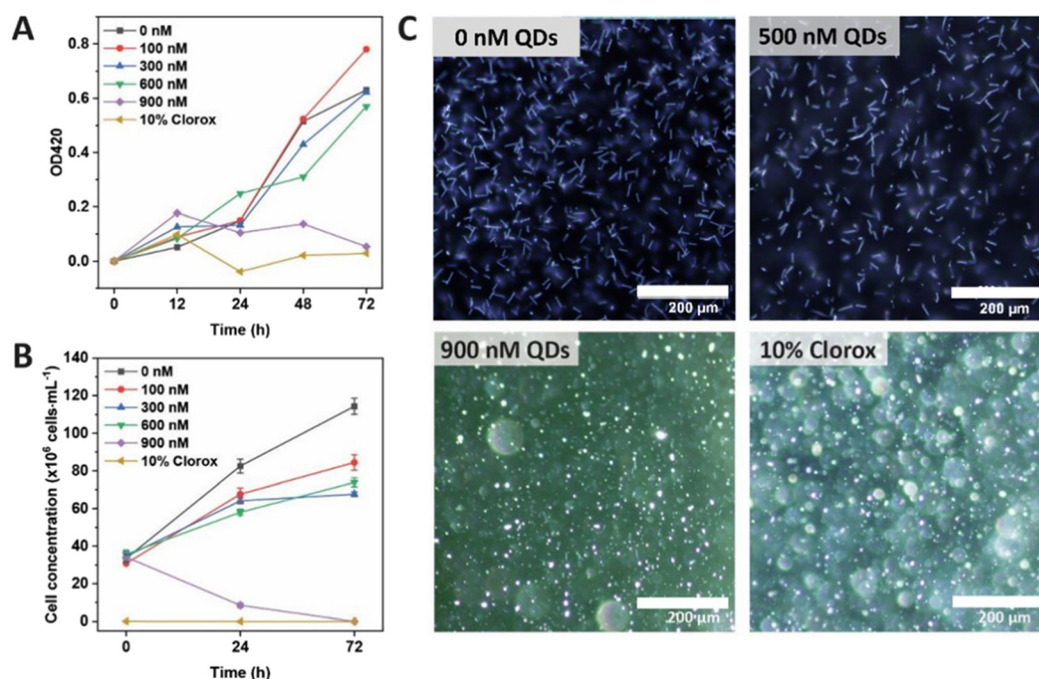 A
0 nM
100 nM
300 nM
600 nM
900 nM
10% Clorox
OD420
0.8
0.6
0.4
0.2
0.0
0 12 24 48 72
Time (h)
B
0 nM
100 nM
300 nM
600 nM
900 nM
10% Clorox
Cell concentration (x10⁶ cells·mL⁻¹)
140
120
100
80
60
40
20
0
0 24 72
Time (h)
C
0 nM QDs
200 µm
500 nM QDs
200 µm
900 nM QDs
200 µm
10% Clorox
200 µm